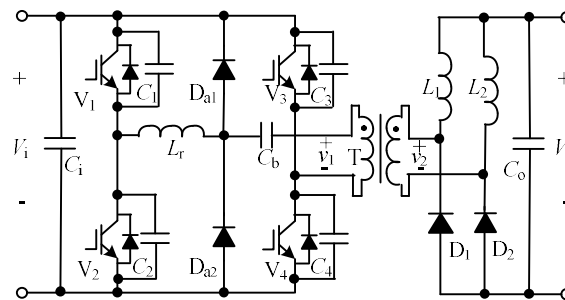 +
Vi
-
Ci
V1
C1
Da1
V3
C3
Lr
Cb
+
v1
-
T
+
v2
-
L1
L2
Co
+
V
-
V2
C2
Da2
V4
C4
D1
D2